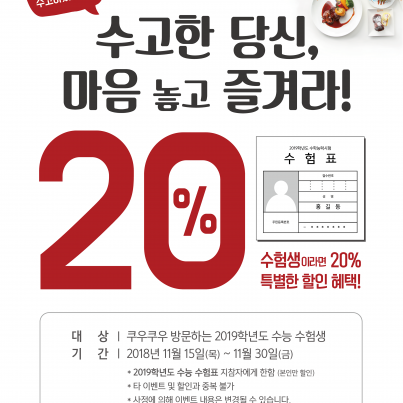 수고한 당신,
마음 놓고 즐겨라!
20%
2019학년도 수학능력시험
수 험 표
수험번호
성 명
홍 길 동
수험생이라면 20%
특별한 할인 혜택!
대 상 | 쿠우쿠우 방문하는 2019학년도 수능 수험생
기 간 | 2018년 11월 15일(목) ~ 11월 30일(금)
* 2019학년도 수능 수험표 지참자에게 한함 (본인만 할인)
* 타 이벤트 및 할인과 중복 불가
* 사정에 의해 이벤트 내용은 변경될 수 있습니다.